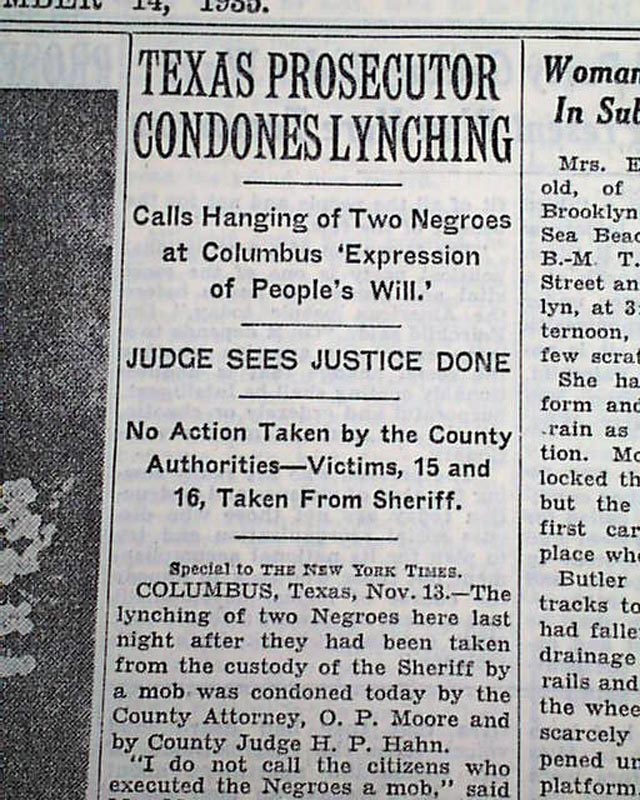 14, 1935.
TEXAS PROSECUTOR
CONDONES LYNCHING
Calls Hanging of Two Negroes
at Columbus ‘Expression
of People's Will.’
JUDGE SEES JUSTICE DONE
No Action Taken by the County
Authorities—Victims, 15 and
16, Taken From Sheriff.
Special to THE NEW YORK TIMES.
COLUMBUS, Texas, Nov. 13.—The
lynching of two Negroes here last
night after they had been taken
from the custody of the Sheriff by
a mob was condoned today by the
County Attorney, O. P. Moore and
by County Judge H. P. Hahn.
"I do not call the citizens who
executed the Negroes a mob," said
Woman
In Sub
Mrs. E
old, of
Brooklyn
Sea Beac
B.-M. T.
Street an
lyn, at 3:
ternoon,
few scrat
She ha
form and
rain as
tion. Mo
locked th
but the
first car
place whe
Butler
tracks to
had falle
drainage
rails and
the whee
scarcely
pened un
platform